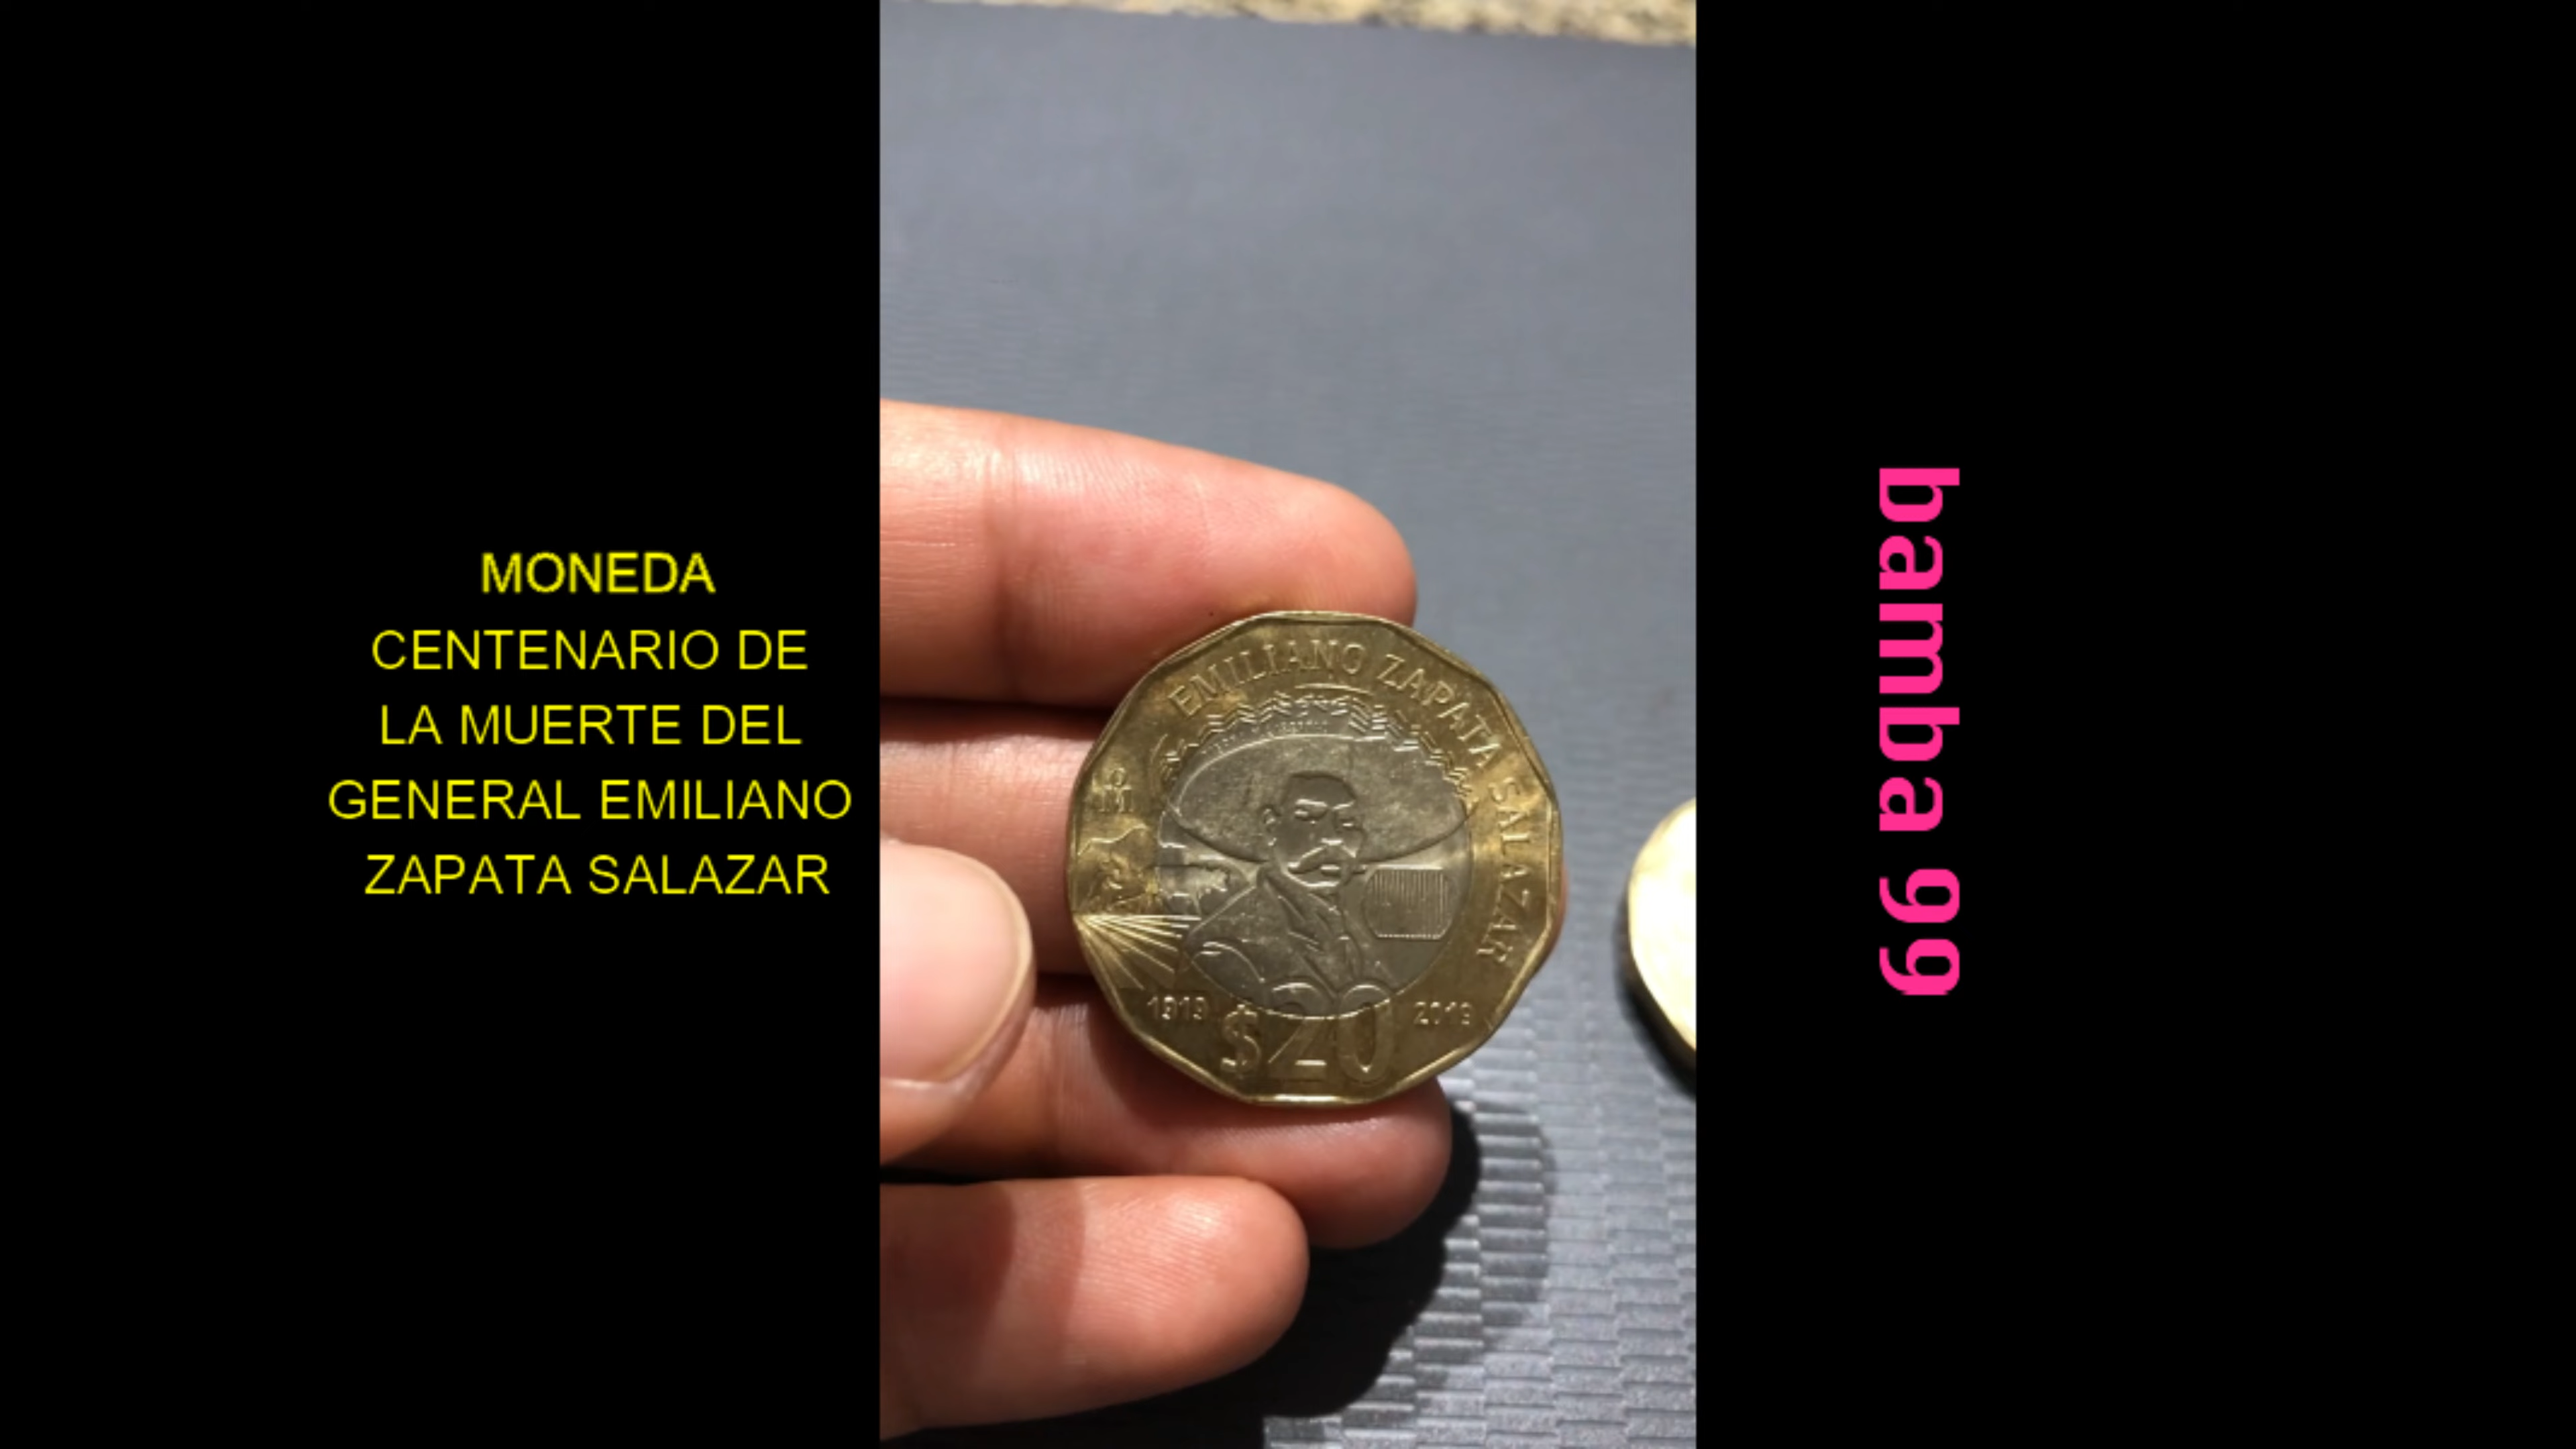 MONEDA
CENTENARIO DE
LA MUERTE DEL
GENERAL EMILIANO
ZAPATA SALAZAR
EMILIANO ZAPATA SALAZAR
1919
$20
2019
bamba 99